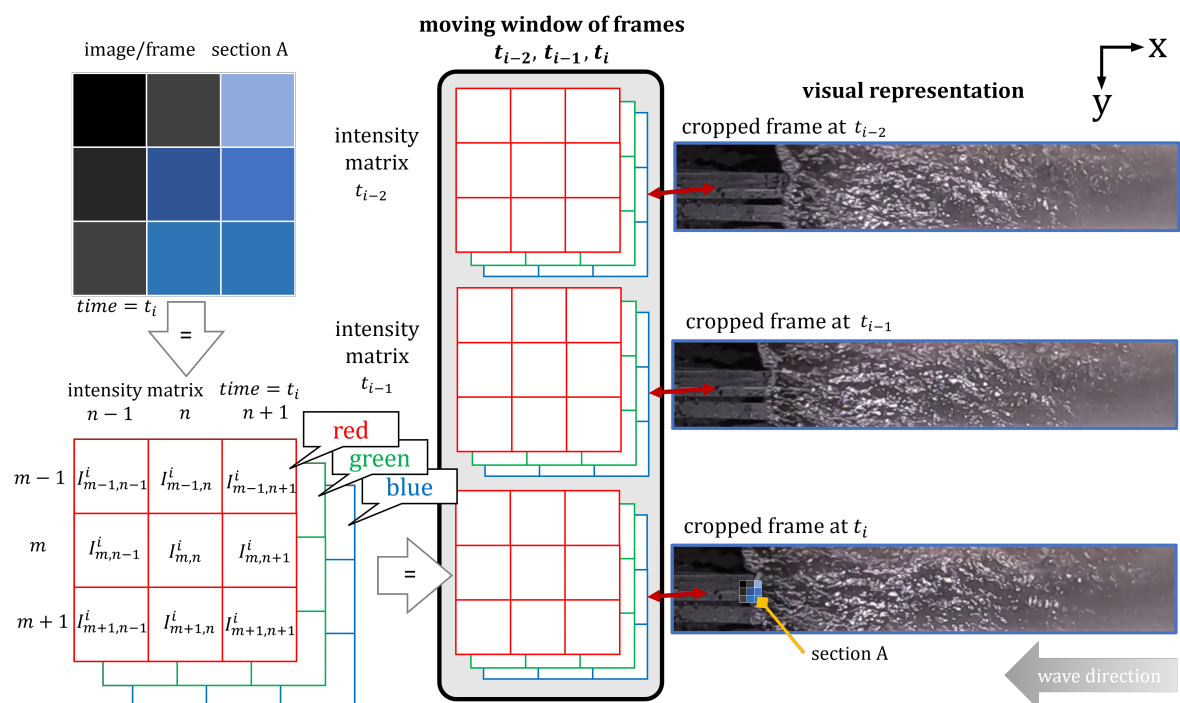 moving window of frames
t_{i−2}, t_{i−1}, t_i
image/frame section A
time = t_i
=
intensity matrix time = t_i
n − 1 n n + 1
red
green
blue
m − 1 I^i_{m−1,n−1} I^i_{m−1,n} I^i_{m−1,n+1}
m I^i_{m,n−1} I^i_{m,n} I^i_{m,n+1}
m + 1 I^i_{m+1,n−1} I^i_{m+1,n} I^i_{m+1,n+1}
=
intensity
matrix
t_{i−2}
intensity
matrix
t_{i−1}
visual representation
x
y
cropped frame at t_{i−2}
cropped frame at t_{i−1}
cropped frame at t_i
section A
wave direction